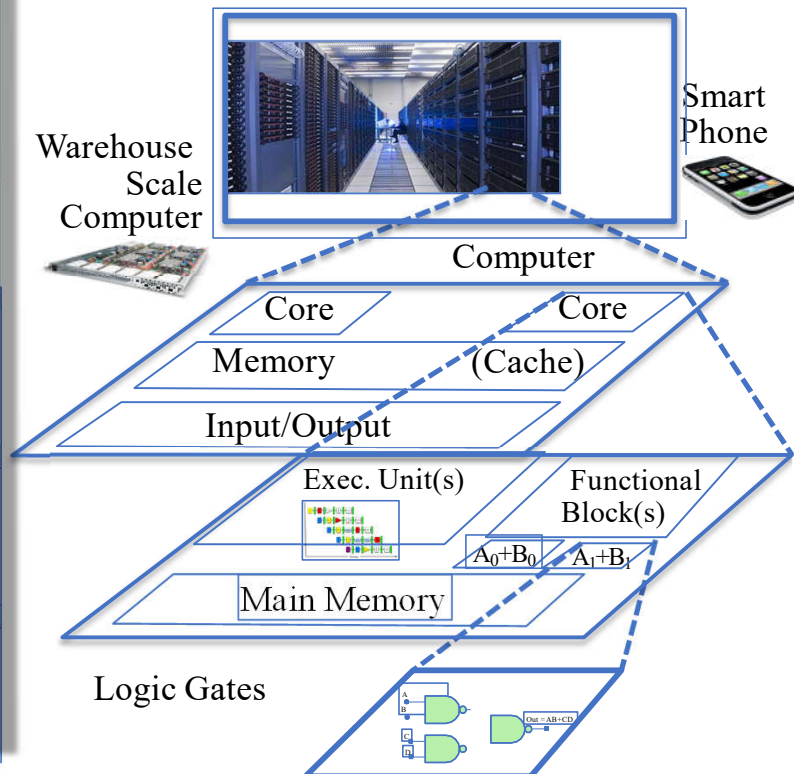 Smart
Phone
Warehouse
Scale
Computer
Computer
Core
Core
Memory
(Cache)
Input/Output
Exec. Unit(s)
Functional
Block(s)
A₀+B₀
A₁+B₁
Main Memory
Logic Gates
A
B
C
D
Out = AB+CD